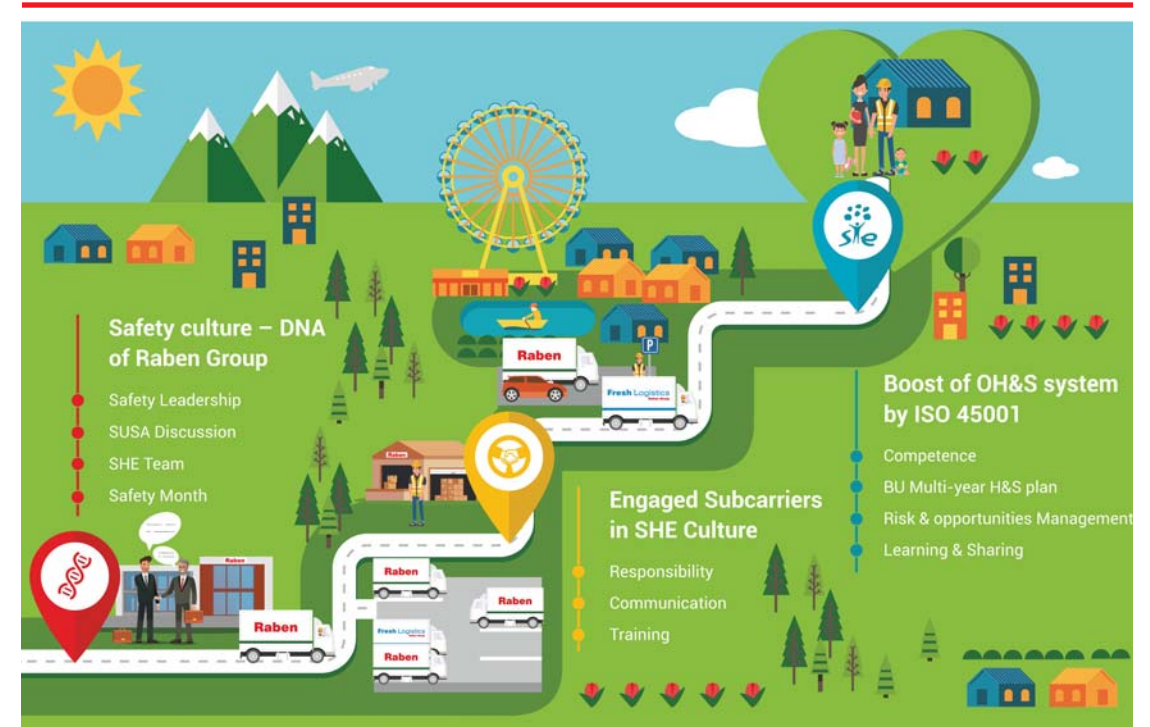 Safety culture – DNA
of Raben Group
Safety Leadership
SUSA Discussion
SHE Team
Safety Month
Raben
Raben
Raben
Raben
Fresh Logistics
Raben
Raben
Raben
Raben
P
Fresh Logistics
she
Engaged Subcarriers
in SHE Culture
Responsibility
Communication
Training
Boost of OH&S system
by ISO 45001
Competence
BU Multi-year H&S plan
Risk & opportunities Management
Learning & Sharing